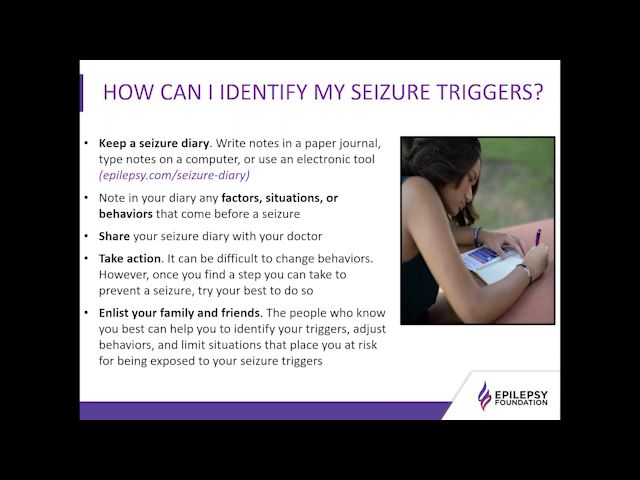 HOW CAN I IDENTIFY MY SEIZURE TRIGGERS?
• Keep a seizure diary. Write notes in a paper journal,
type notes on a computer, or use an electronic tool
(epilepsy.com/seizure-diary)
• Note in your diary any factors, situations, or
behaviors that come before a seizure
• Share your seizure diary with your doctor
• Take action. It can be difficult to change behaviors.
However, once you find a step you can take to
prevent a seizure, try your best to do so
• Enlist your family and friends. The people who know
you best can help you to identify your triggers, adjust
behaviors, and limit situations that place you at risk
for being exposed to your seizure triggers
EPILEPSY
FOUNDATION